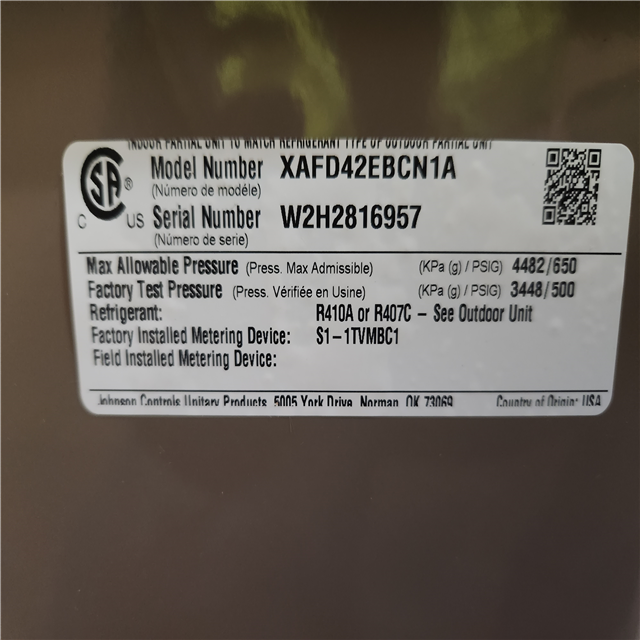 INDOOR PARTIAL UNIT TO MATCH REFRIGERANT TYPE OF OUTDOOR PARTIAL UNIT
Model Number XAFD42EBCN1A
(Número de modéle)
Serial Number W2H2816957
(Número de serie)
C SA ® US
Max Allowable Pressure (Press. Max Admissible) (KPa (g) / PSIG) 4482/650
Factory Test Pressure (Press. Vérifiée en Usine) (KPa (g) / PSIG) 3448/500
Refrigerant: R410A or R407C – See Outdoor Unit
Factory Installed Metering Device: S1-1TVMBC1
Field Installed Metering Device:
Johnson Controls Unitary Products 5005 York Drive, Norman, OK 73069 Country of Origin: USA